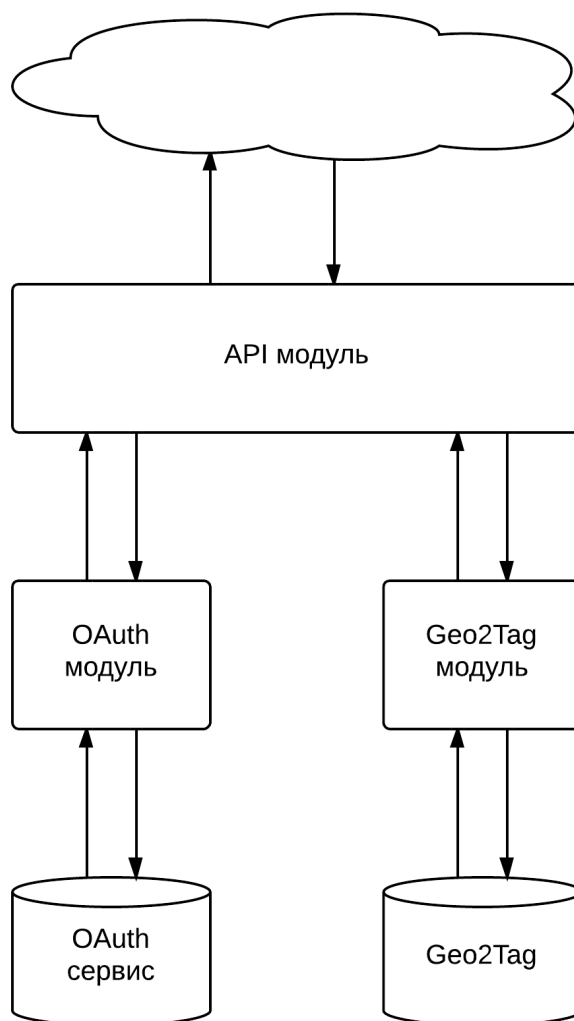 API модуль
OAuth
модуль
Geo2Tag
модуль
OAuth
сервис
Geo2Tag